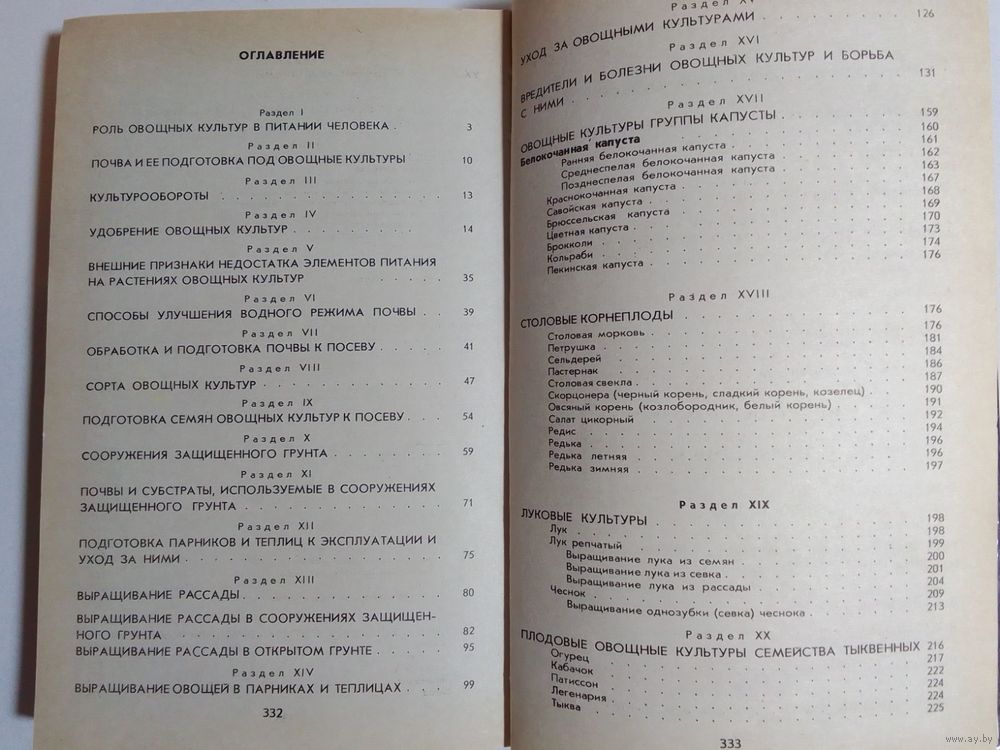 ОГЛАВЛЕНИЕ
Раздел I
РОЛЬ ОВОЩНЫХ КУЛЬТУР В ПИТАНИИ ЧЕЛОВЕКА . 3
Раздел II
ПОЧВА И ЕЕ ПОДГОТОВКА ПОД ОВОЩНЫЕ КУЛЬТУРЫ 10
Раздел III
КУЛЬТУРООБОРОТЫ . . . . . . . . . . . . . 13
Раздел IV
УДОБРЕНИЕ ОВОЩНЫХ КУЛЬТУР . . . . . . . . . 14
Раздел V
ВНЕШНИЕ ПРИЗНАКИ НЕДОСТАТКА ЭЛЕМЕНТОВ ПИТАНИЯ
НА РАСТЕНИЯХ ОВОЩНЫХ КУЛЬТУР . . . . . 35
Раздел VI
СПОСОБЫ УЛУЧШЕНИЯ ВОДНОГО РЕЖИМА ПОЧВЫ . . 39
Раздел VII
ОБРАБОТКА И ПОДГОТОВКА ПОЧВЫ К ПОСЕВУ . . . . 41
Раздел VIII
СОРТА ОВОЩНЫХ КУЛЬТУР . . . . . . . . . . . 47
Раздел IX
ПОДГОТОВКА СЕМЯН ОВОЩНЫХ КУЛЬТУР К ПОСЕВУ . . . 54
Раздел X
СООРУЖЕНИЯ ЗАЩИЩЕННОГО ГРУНТА . . . . . . . 59
Раздел XI
ПОЧВЫ И СУБСТРАТЫ, ИСПОЛЬЗУЕМЫЕ В СООРУЖЕНИЯХ
ЗАЩИЩЕННОГО ГРУНТА . . . . . . . . . . . 71
Раздел XII
ПОДГОТОВКА ПАРНИКОВ И ТЕПЛИЦ К ЭКСПЛУАТАЦИИ И
УХОД ЗА НИМИ . . . . . . . . . . . . . . 75
Раздел XIII
ВЫРАЩИВАНИЕ РАССАДЫ . . . . . . . . . . . . 80
ВЫРАЩИВАНИЕ РАССАДЫ В СООРУЖЕНИЯХ ЗАЩИЩЕН-
НОГО ГРУНТА . . . . . . . . . . . . . . . 82
ВЫРАЩИВАНИЕ РАССАДЫ В ОТКРЫТОМ ГРУНТЕ . . . . 95
Раздел XIV
ВЫРАЩИВАНИЕ ОВОЩЕЙ В ПАРНИКАХ И ТЕПЛИЦАХ . . . 99
332
Раздел XV
УХОД ЗА ОВОЩНЫМИ КУЛЬТУРАМИ . . . . . . . . 126
Раздел XVI
ВРЕДИТЕЛИ И БОЛЕЗНИ ОВОЩНЫХ КУЛЬТУР И БОРЬБА
С НИМИ . . . . . . . . . . . . . . . . . 131
Раздел XVII
ОВОЩНЫЕ КУЛЬТУРЫ ГРУППЫ КАПУСТЫ . . . . . . 159
Белокочанная капуста 160
Ранняя белокочанная капуста . . . . . . . . 161
Среднеспелая белокочанная капуста . . . . . . 162
Позднеспелая белокочанная капуста . . . . . . 163
Краснокочанная капуста . . . . . . . . . . 167
Савойская капуста . . . . . . . . . . . . 168
Брюссельская капуста . . . . . . . . . . . 169
Цветная капуста . . . . . . . . . . . . . 170
Брокколи . . . . . . . . . . . . . . . . 173
Кольраби . . . . . . . . . . . . . . . . 174
Пекинская капуста . . . . . . . . . . . . 176
Раздел XVIII
СТОЛОВЫЕ КОРНЕПЛОДЫ . . . . . . . . . . . 176
Столовая морковь . . . . . . . . . . . . . 176
Петрушка . . . . . . . . . . . . . . . . 181
Сельдерей . . . . . . . . . . . . . . . . 184
Пастернак . . . . . . . . . . . . . . . . 186
Столовая свекла . . . . . . . . . . . . . 187
Скорцонера (черный корень, сладкий корень, козелец) . 190
Овсяный корень (козлобородник, белый корень) . . . 191
Салат цикорный . . . . . . . . . . . . . . 192
Редис . . . . . . . . . . . . . . . . . 194
Редька . . . . . . . . . . . . . . . . . 196
Редька летняя . . . . . . . . . . . . . . 196
Редька зимняя . . . . . . . . . . . . . . 197
Раздел XIX
ЛУКОВЫЕ КУЛЬТУРЫ . . . . . . . . . . . . . 198
Лук . . . . . . . . . . . . . . . . . . 198
Лук репчатый . . . . . . . . . . . . . . 199
Выращивание лука из семян . . . . . . . . . 200
Выращивание лука из севка . . . . . . . . . 201
Выращивание лука из рассады . . . . . . . . 204
Чеснок . . . . . . . . . . . . . . . . . 209
Выращивание однозубки (севка) чеснока . . . . . 213
Раздел XX
ПЛОДОВЫЕ ОВОЩНЫЕ КУЛЬТУРЫ СЕМЕЙСТВА ТЫКВЕННЫХ 216
Огурец . . . . . . . . . . . . . . . . . 217
Кабачок . . . . . . . . . . . . . . . . . 222
Патиссон . . . . . . . . . . . . . . . . 224
Легенария . . . . . . . . . . . . . . . . 224
Тыква . . . . . . . . . . . . . . . . . 225
333
www.ay.by